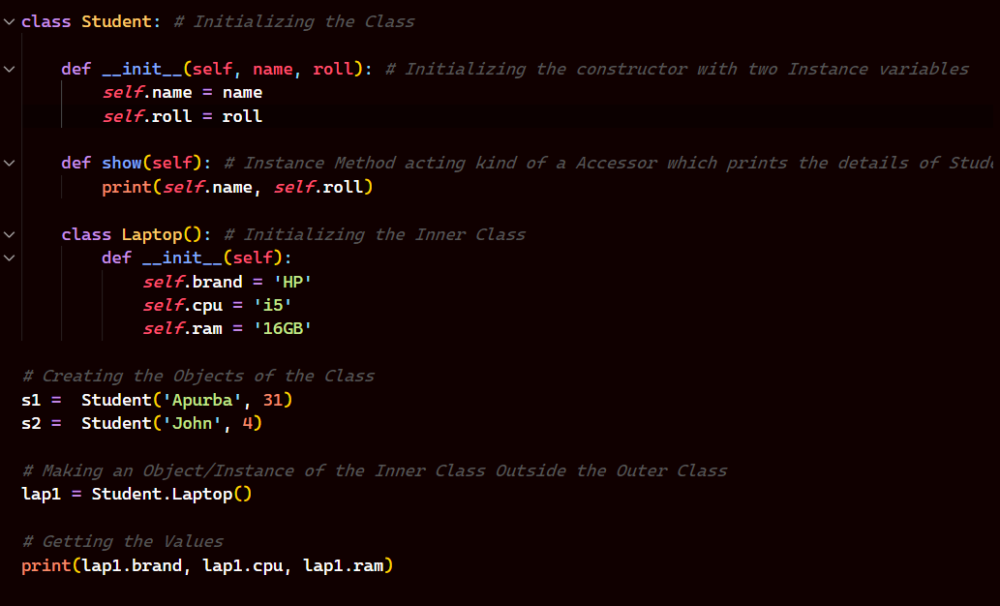 class Student: # Initializing the Class
def __init__(self, name, roll): # Initializing the constructor with two Instance variables
self.name = name
self.roll = roll
def show(self): # Instance Method acting kind of a Accessor which prints the details of
print(self.name, self.roll)
class Laptop(): # Initializing the Inner Class
def __init__(self):
self.brand = 'HP'
self.cpu = 'i5'
self.ram = '16GB'
# Creating the Objects of the Class
s1 =  Student('Apurba', 31)
s2 =  Student('John', 4)
# Making an Object/Instance of the Inner Class Outside the Outer Class
lap1 = Student.Laptop()
# Getting the Values
print(lap1.brand, lap1.cpu, lap1.ram)